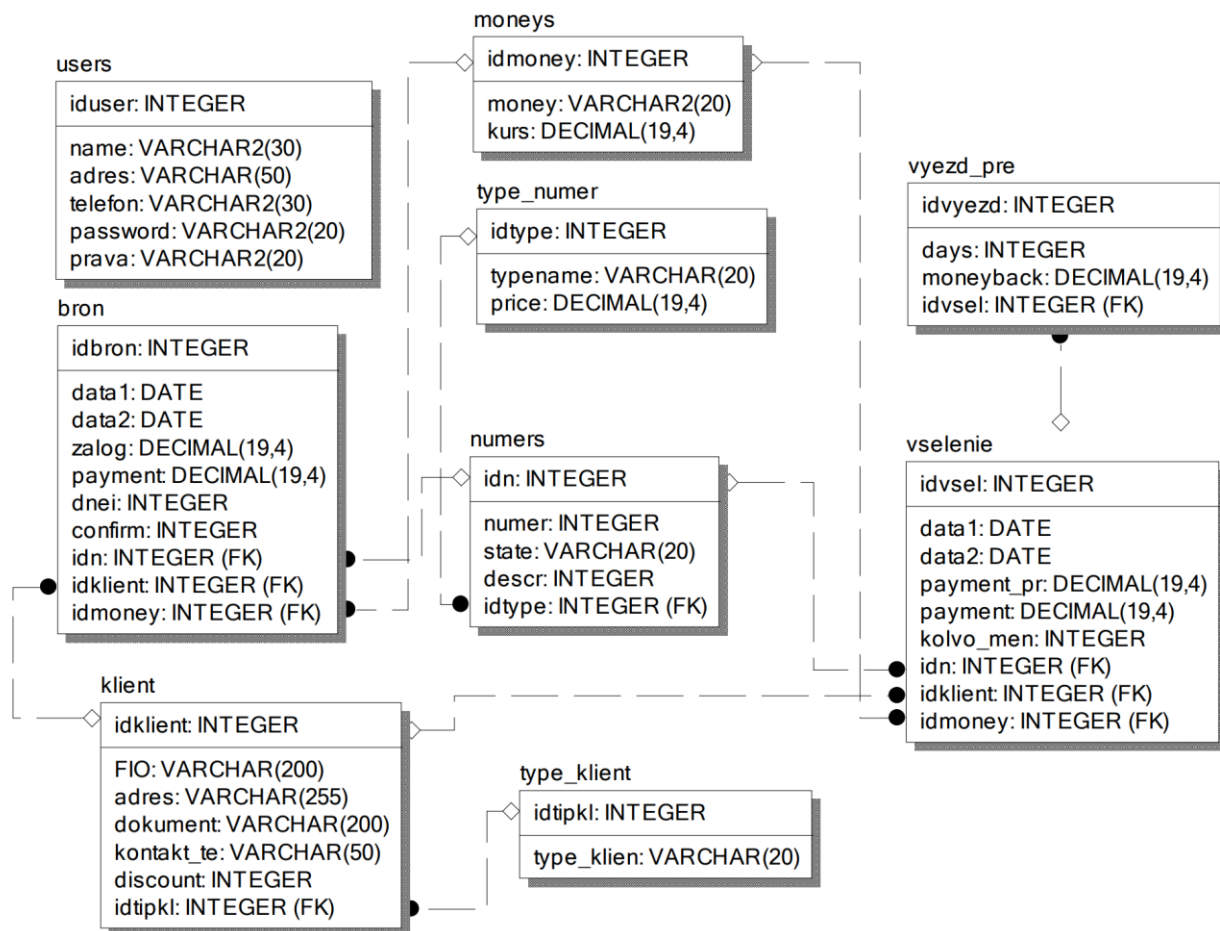 users
iduser: INTEGER
name: VARCHAR2(30)
adres: VARCHAR(50)
telefon: VARCHAR2(30)
password: VARCHAR2(20)
prava: VARCHAR2(20)
moneys
idmoney: INTEGER
money: VARCHAR2(20)
kurs: DECIMAL(19,4)
type_numer
idtype: INTEGER
typename: VARCHAR(20)
price: DECIMAL(19,4)
vyezd_pre
idvyezd: INTEGER
days: INTEGER
moneyback: DECIMAL(19,4)
idvsel: INTEGER (FK)
bron
idbron: INTEGER
data1: DATE
data2: DATE
zalog: DECIMAL(19,4)
payment: DECIMAL(19,4)
dnei: INTEGER
confirm: INTEGER
idn: INTEGER (FK)
idklient: INTEGER (FK)
idmoney: INTEGER (FK)
numers
idn: INTEGER
numer: INTEGER
state: VARCHAR(20)
descr: INTEGER
idtype: INTEGER (FK)
vselenie
idvsel: INTEGER
data1: DATE
data2: DATE
payment_pr: DECIMAL(19,4)
payment: DECIMAL(19,4)
kolvo_men: INTEGER
idn: INTEGER (FK)
idklient: INTEGER (FK)
idmoney: INTEGER (FK)
klient
idklient: INTEGER
FIO: VARCHAR(200)
adres: VARCHAR(255)
dokument: VARCHAR(200)
kontakt_te: VARCHAR(50)
discount: INTEGER
idtipkl: INTEGER (FK)
type_klient
idtipkl: INTEGER
type_klien: VARCHAR(20)